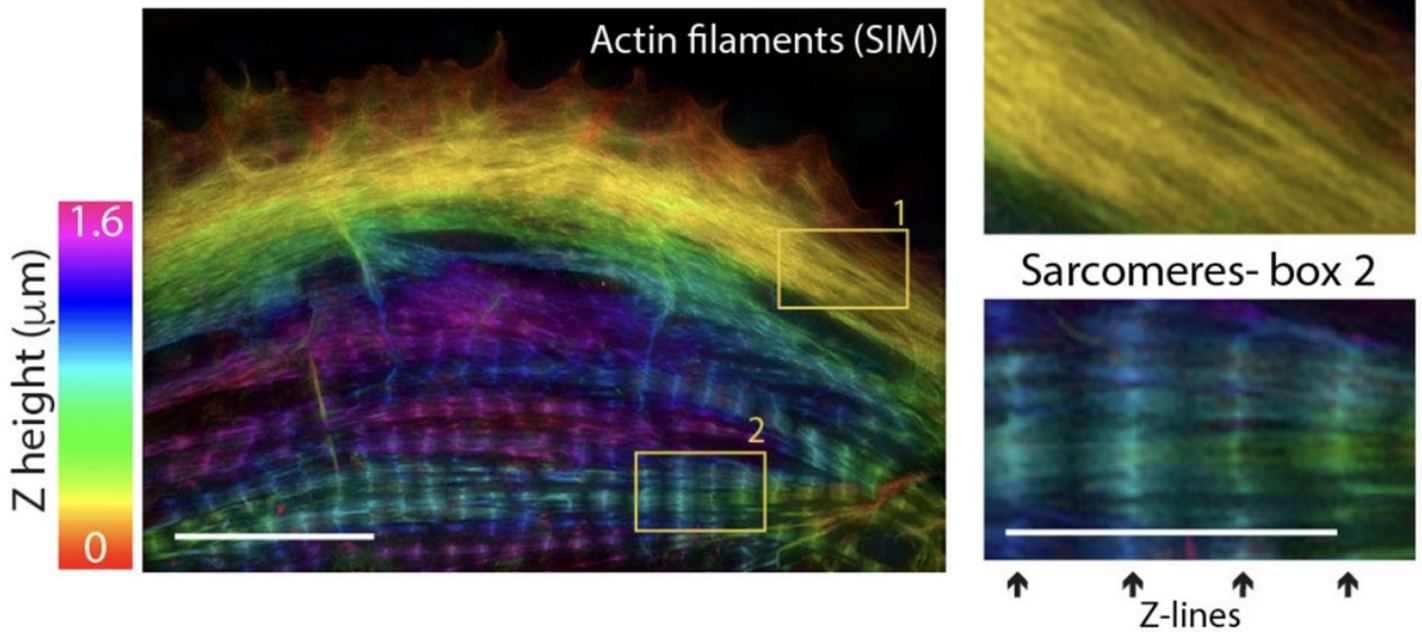 Actin filaments (SIM)
1
1.6
Z height (µm)
0
2
Sarcomeres- box 2
Z-lines